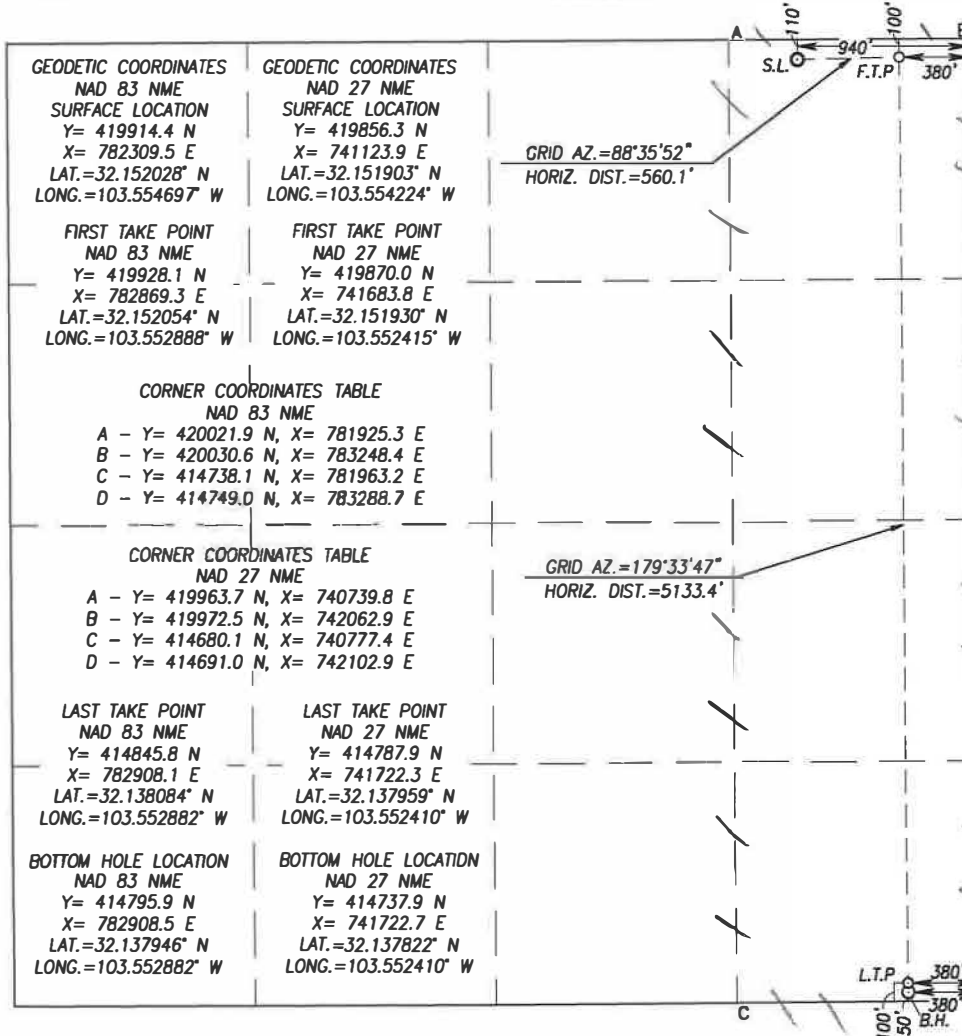 GEODETIC COORDINATES
NAD 83 NME
SURFACE LOCATION
Y= 419914.4 N
X= 782309.5 E
LAT.=32.152028° N
LONG.=103.554697° W
GEODETIC COORDINATES
NAD 27 NME
SURFACE LOCATION
Y= 419856.3 N
X= 741123.9 E
LAT.=32.151903° N
LONG.=103.554224° W
FIRST TAKE POINT
NAD 83 NME
Y= 419928.1 N
X= 782869.3 E
LAT.=32.152054° N
LONG.=103.552888° W
FIRST TAKE POINT
NAD 27 NME
Y= 419870.0 N
X= 741683.8 E
LAT.=32.151930° N
LONG.=103.552415° W
CORNER COORDINATES TABLE
NAD 83 NME
A - Y= 420021.9 N, X= 781925.3 E
B - Y= 420030.6 N, X= 783248.4 E
C - Y= 414738.1 N, X= 781963.2 E
D - Y= 414749.0 N, X= 783288.7 E
CORNER COORDINATES TABLE
NAD 27 NME
A - Y= 419963.7 N, X= 740739.8 E
B - Y= 419972.5 N, X= 742062.9 E
C - Y= 414680.1 N, X= 740777.4 E
D - Y= 414691.0 N, X= 742102.9 E
LAST TAKE POINT
NAD 83 NME
Y= 414845.8 N
X= 782908.1 E
LAT.=32.138084° N
LONG.=103.552882° W
LAST TAKE POINT
NAD 27 NME
Y= 414787.9 N
X= 741722.3 E
LAT.=32.137959° N
LONG.=103.552410° W
BOTTOM HOLE LOCATION
NAD 83 NME
Y= 414795.9 N
X= 782908.5 E
LAT.=32.137946° N
LONG.=103.552882° W
BOTTOM HOLE LOCATION
NAD 27 NME
Y= 414737.9 N
X= 741722.7 E
LAT.=32.137822° N
LONG.=103.552410° W
A
110'
100'
940'
S.L.
F.T.P
380'
GRID AZ.=88°35'52"
HORIZ. DIST.=560.1'
GRID AZ.=179°33'47"
HORIZ. DIST.=5133.4'
L.T.P
380'
380'
C
100'
50'
B.H.